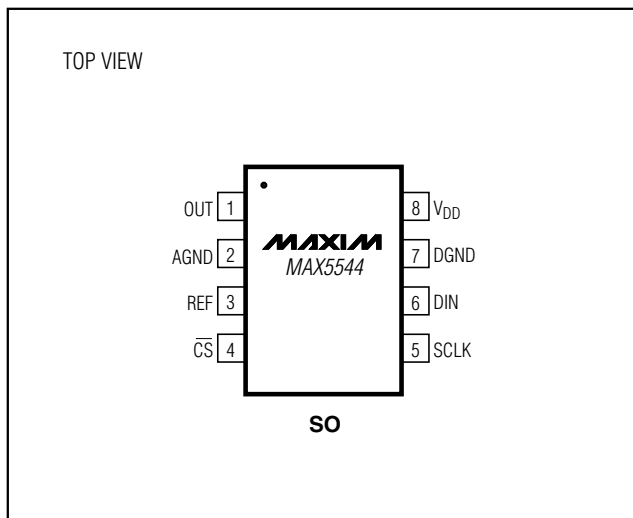 TOP VIEW
OUT 1
AGND 2
REF 3
C̅S̅ 4
8 VDD
7 DGND
6 DIN
5 SCLK
MAXIM
MAX5544
SO